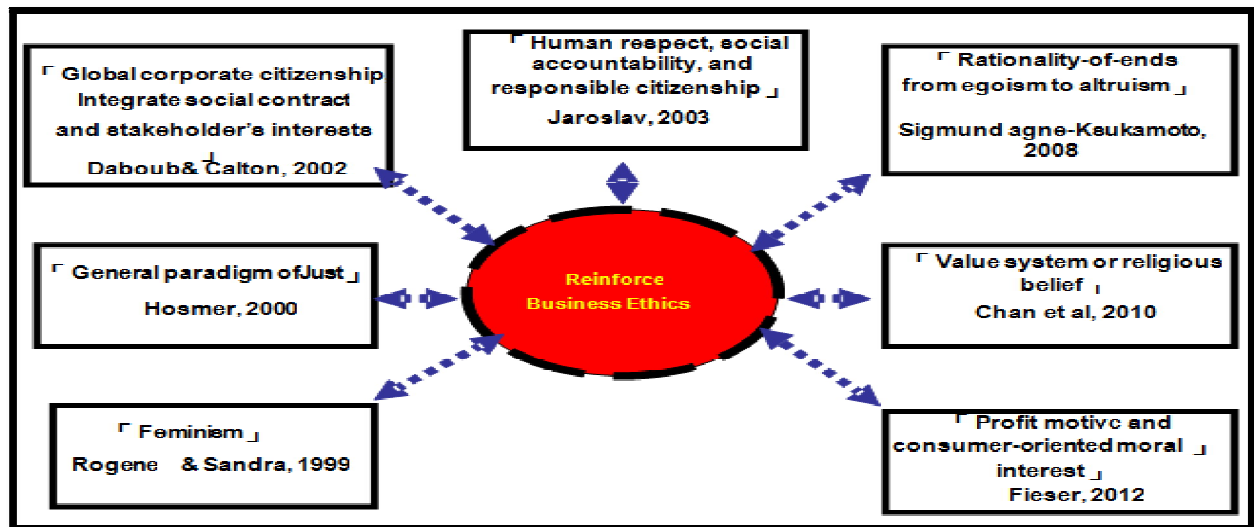 「 Global corporate citizenship
Integrate social contract
and stakeholder's interests
」
Daboub& Calton, 2002
「 Human respect, social
accountability, and
responsible citizenship 」
Jaroslav, 2003
「 Rationality-of-ends
from egoism to altruism 」
Sigmund agne-Ksukamoto,
2008
「 General paradigm ofJust 」
Hosmer, 2000
Reinforce
Business Ethics
「 Value system or religious
belief 」
Chan et al, 2010
「 Feminism 」
Rogene & Sandra, 1999
「 Profit motive and
consumer-oriented moral 」
interest 」
Fieser, 2012